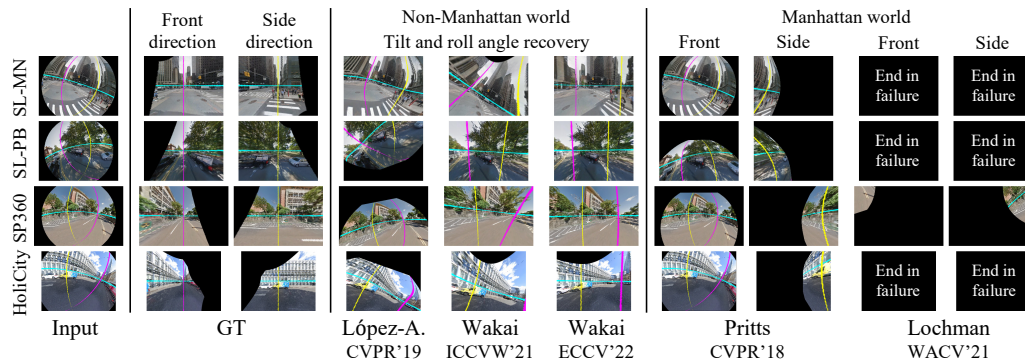 Non-Manhattan world
Manhattan world
Front direction
Side direction
Tilt and roll angle recovery
Front
Side
Front
Side
SL-MN
End in failure
End in failure
SL-PB
End in failure
End in failure
SP360
HoliCity
End in failure
End in failure
Input
GT
López-A.
CVPR'19
Wakai
ICCVW'21
Wakai
ECCV'22
Pritts
CVPR'18
Lochman
WACV'21